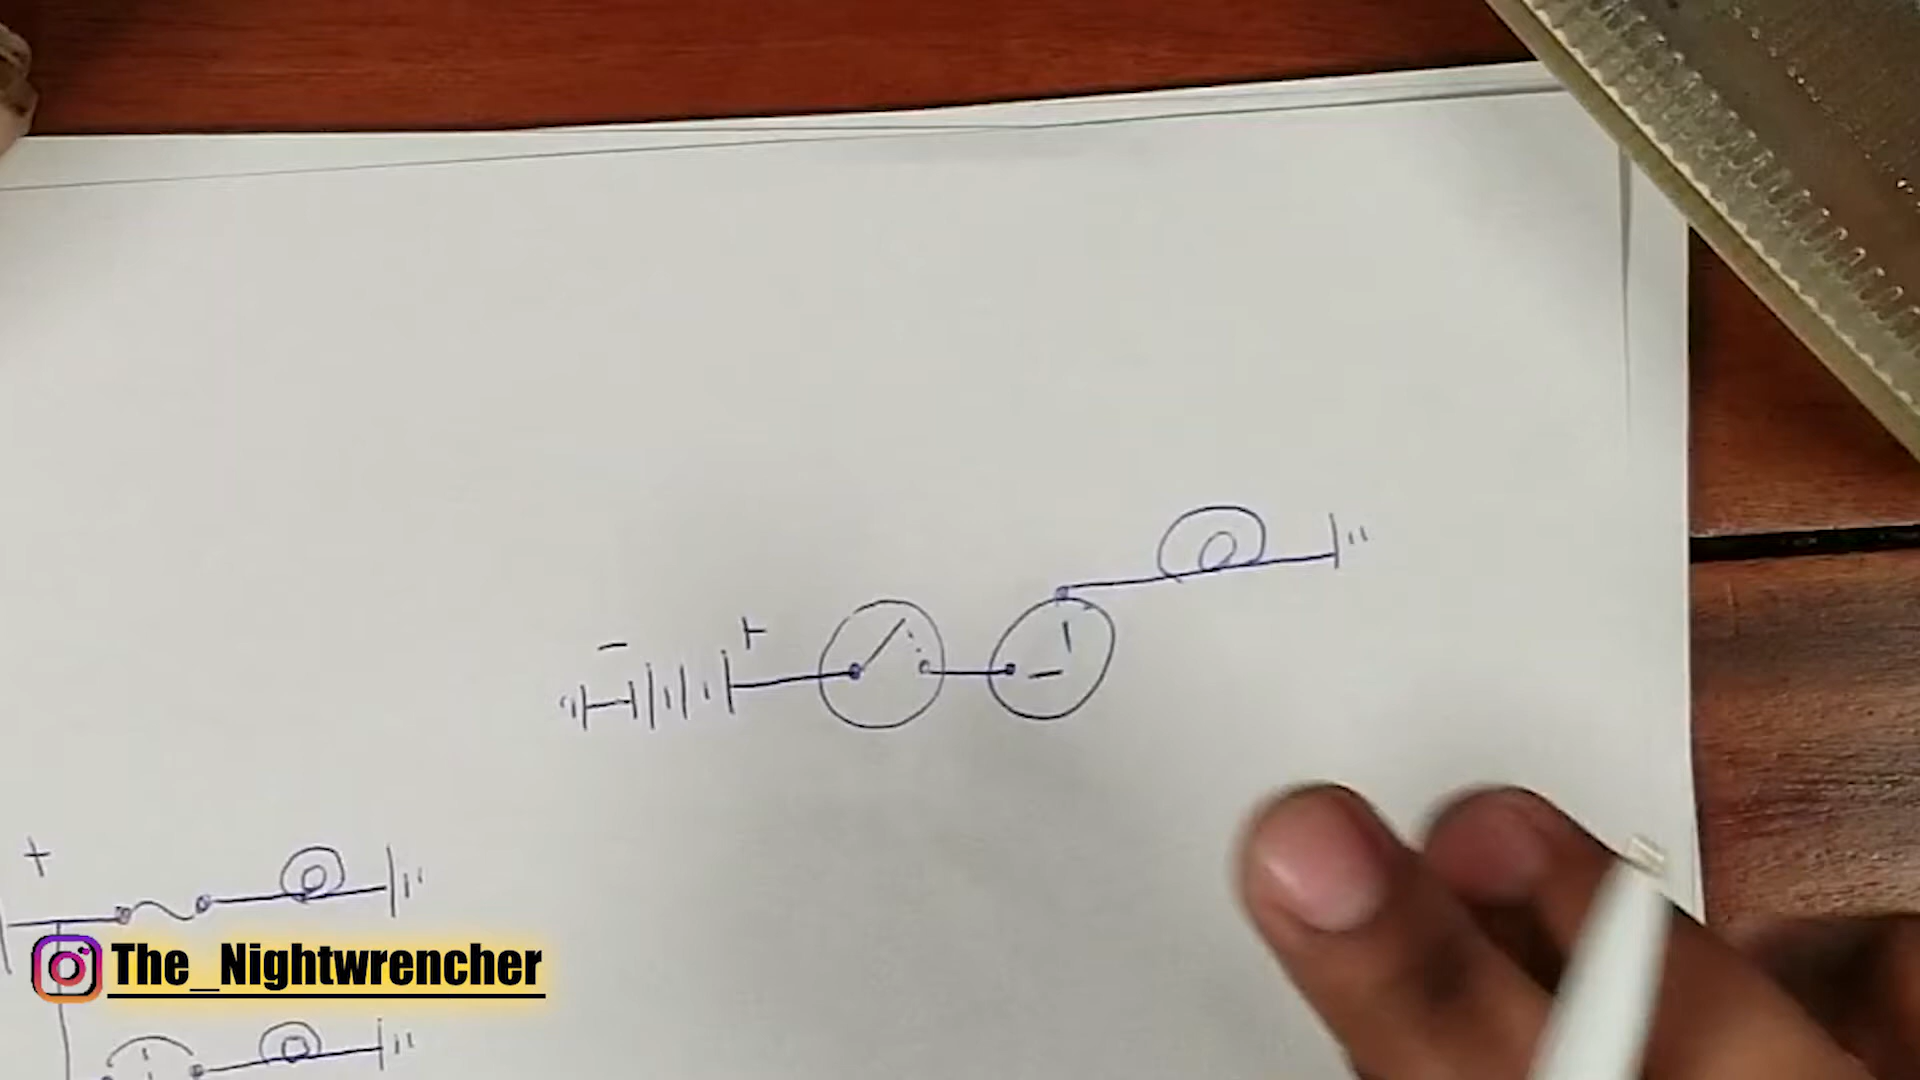 -
+
+
The_Nightwrencher